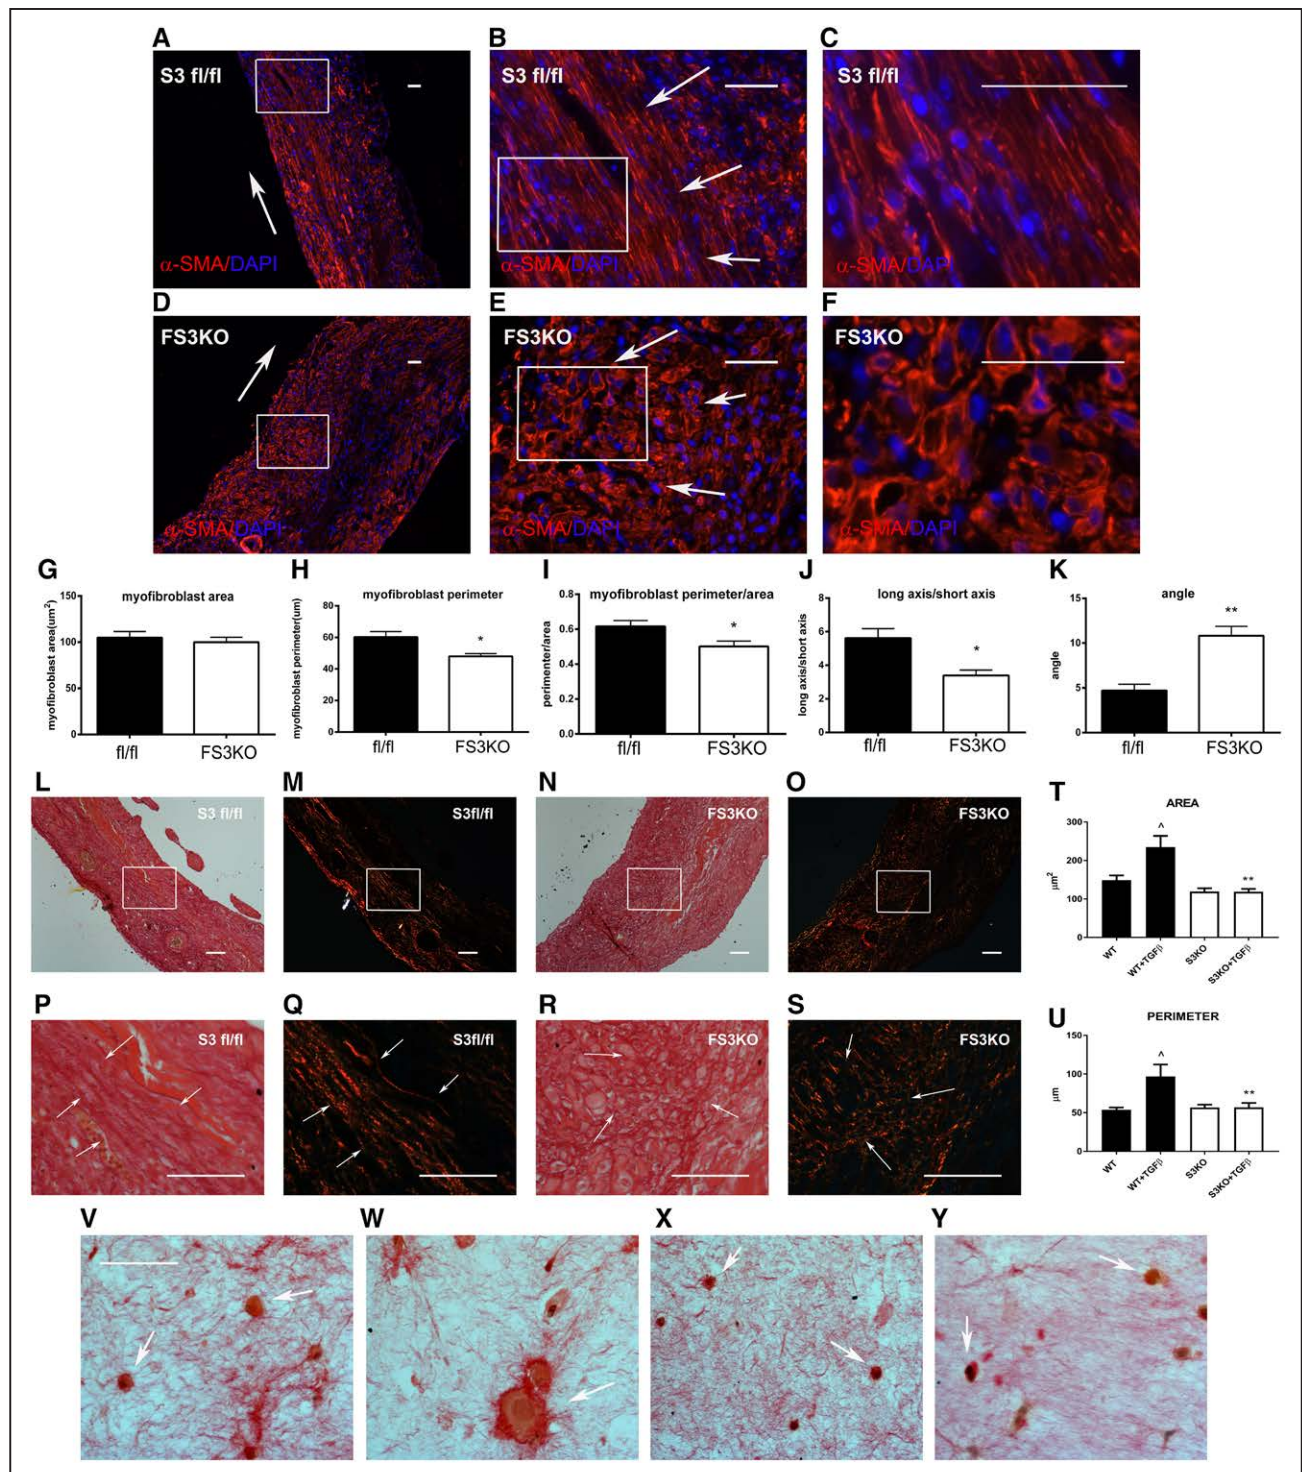 A
B
C
S3 fl/fl
S3 fl/fl
S3 fl/fl
α-SMA/DAPI
α-SMA/DAPI
α-SMA/DAPI
D
E
F
FS3KO
FS3KO
FS3KO
α-SMA/DAPI
α-SMA/DAPI
α-SMA/DAPI
G
H
I
J
K
myofibroblast area
myofibroblast area(um²)
150
100
50
0
fl/fl
FS3KO
myofibroblast perimeter
myofibroblast perimeter(um)
80
60
40
20
0
*
fl/fl
FS3KO
myofibroblast perimeter/area
perimenter/area
0.8
0.6
0.4
0.2
0.0
*
fl/fl
FS3KO
long axis/short axis
long axis/short axis
8
6
4
2
0
*
fl/fl
FS3KO
angle
angle
15
10
5
0
**
fl/fl
FS3KO
L
M
N
O
S3 fl/fl
S3fl/fl
FS3KO
FS3KO
T
AREA
μm²
300
200
100
0
^
**
WT
WT+TGFβ
S3KO
S3KO+TGFβ
P
Q
R
S
S3 fl/fl
S3fl/fl
FS3KO
FS3KO
U
PERIMETER
μm
150
100
50
0
^
**
WT
WT+TGFβ
S3KO
S3KO+TGFβ
V
W
X
Y